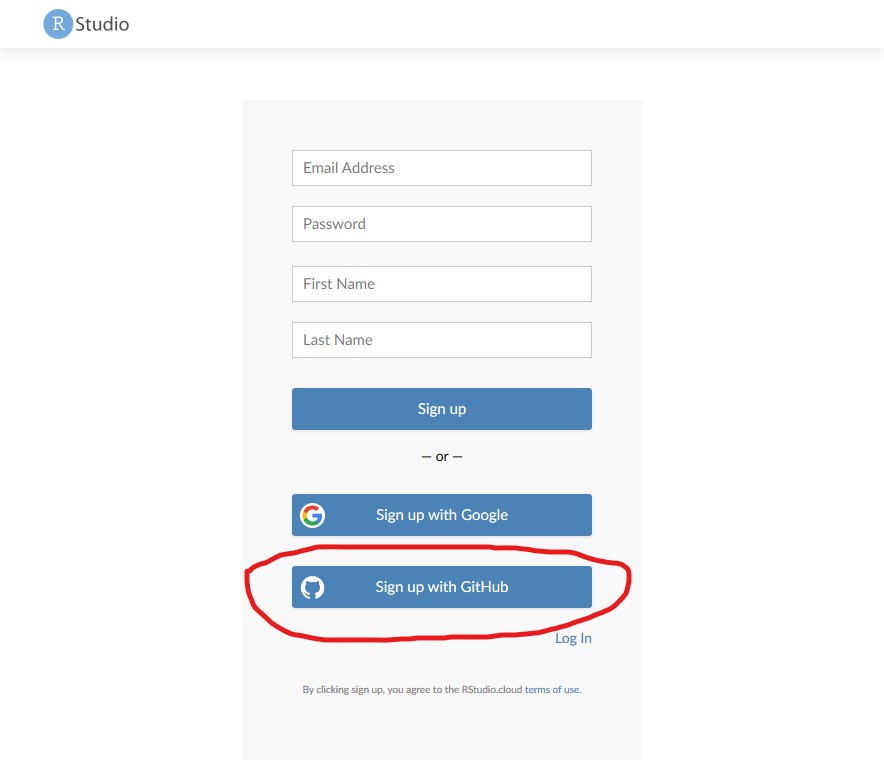 R Studio
Email Address
Password
First Name
Last Name
Sign up
— or —
Sign up with Google
Sign up with GitHub
Log In
By clicking sign up, you agree to the RStudio.cloud terms of use.